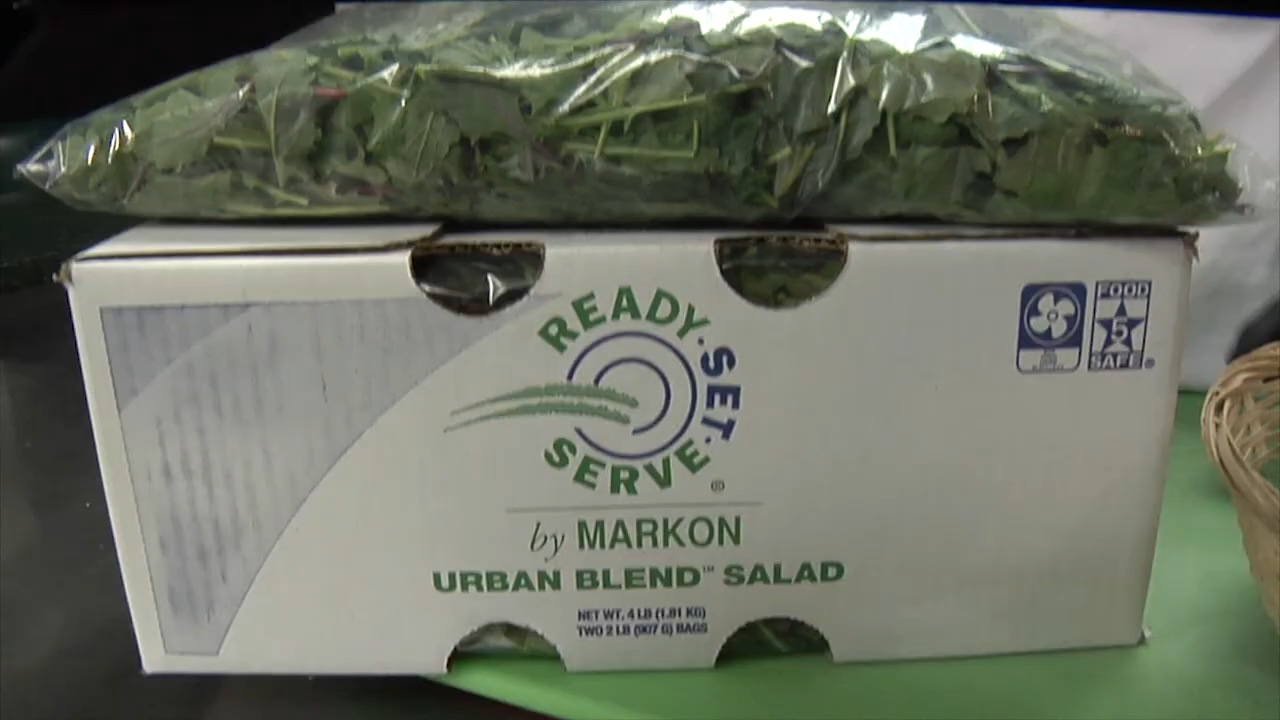 READY·SET·SERVE®
by MARKON
URBAN BLEND™ SALAD
NET WT. 4 LB (1.81 KG)
TWO 2 LB (907 G) BAGS
FOOD
5
SAFE®